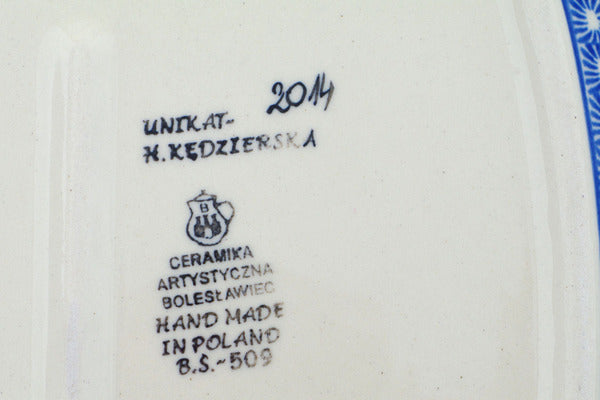 2014
UNIKAT-
H.KĘDZIERSKA
B
CERAMIKA
ARTYSTYCZNA
BOLESŁAWIEC
HAND MADE
IN POLAND
B.Ś.-509